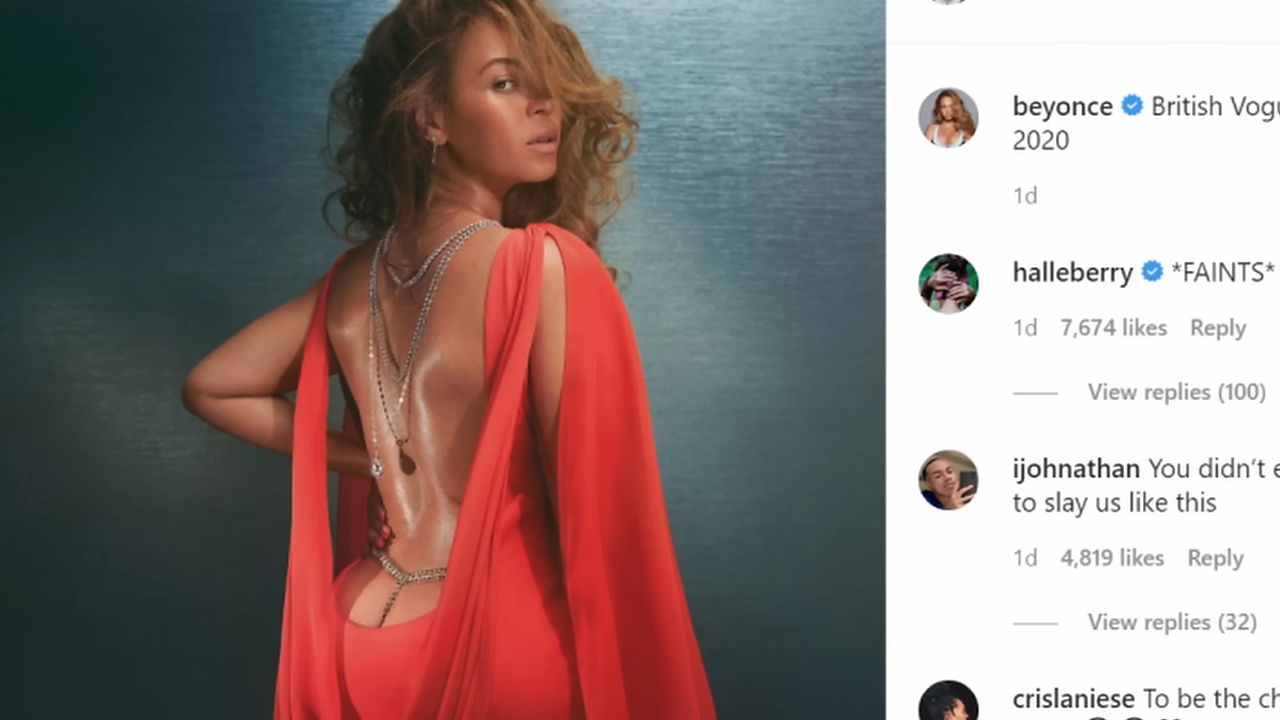 beyonce British Vogu
2020
1d
halleberry *FAINTS*
1d 7,674 likes Reply
View replies (100)
ijohnathan You didn’t e
to slay us like this
1d 4,819 likes Reply
View replies (32)
crislaniese To be the ch